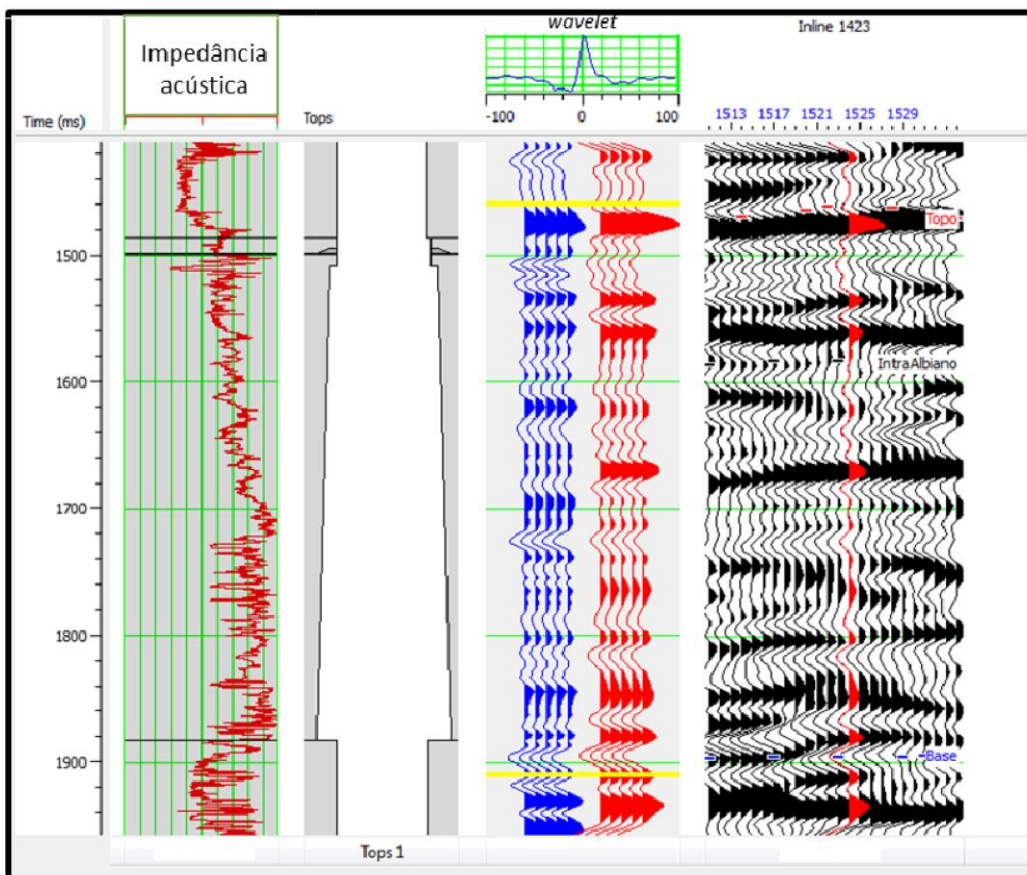 Impedância
acústica
wavelet
Inline 1423
Time (ms)
Tops
-100 0 100
1513 1517 1521 1525 1529
Topo
1500
IntraAlbiano
1600
1700
1800
Base
1900
Tops 1